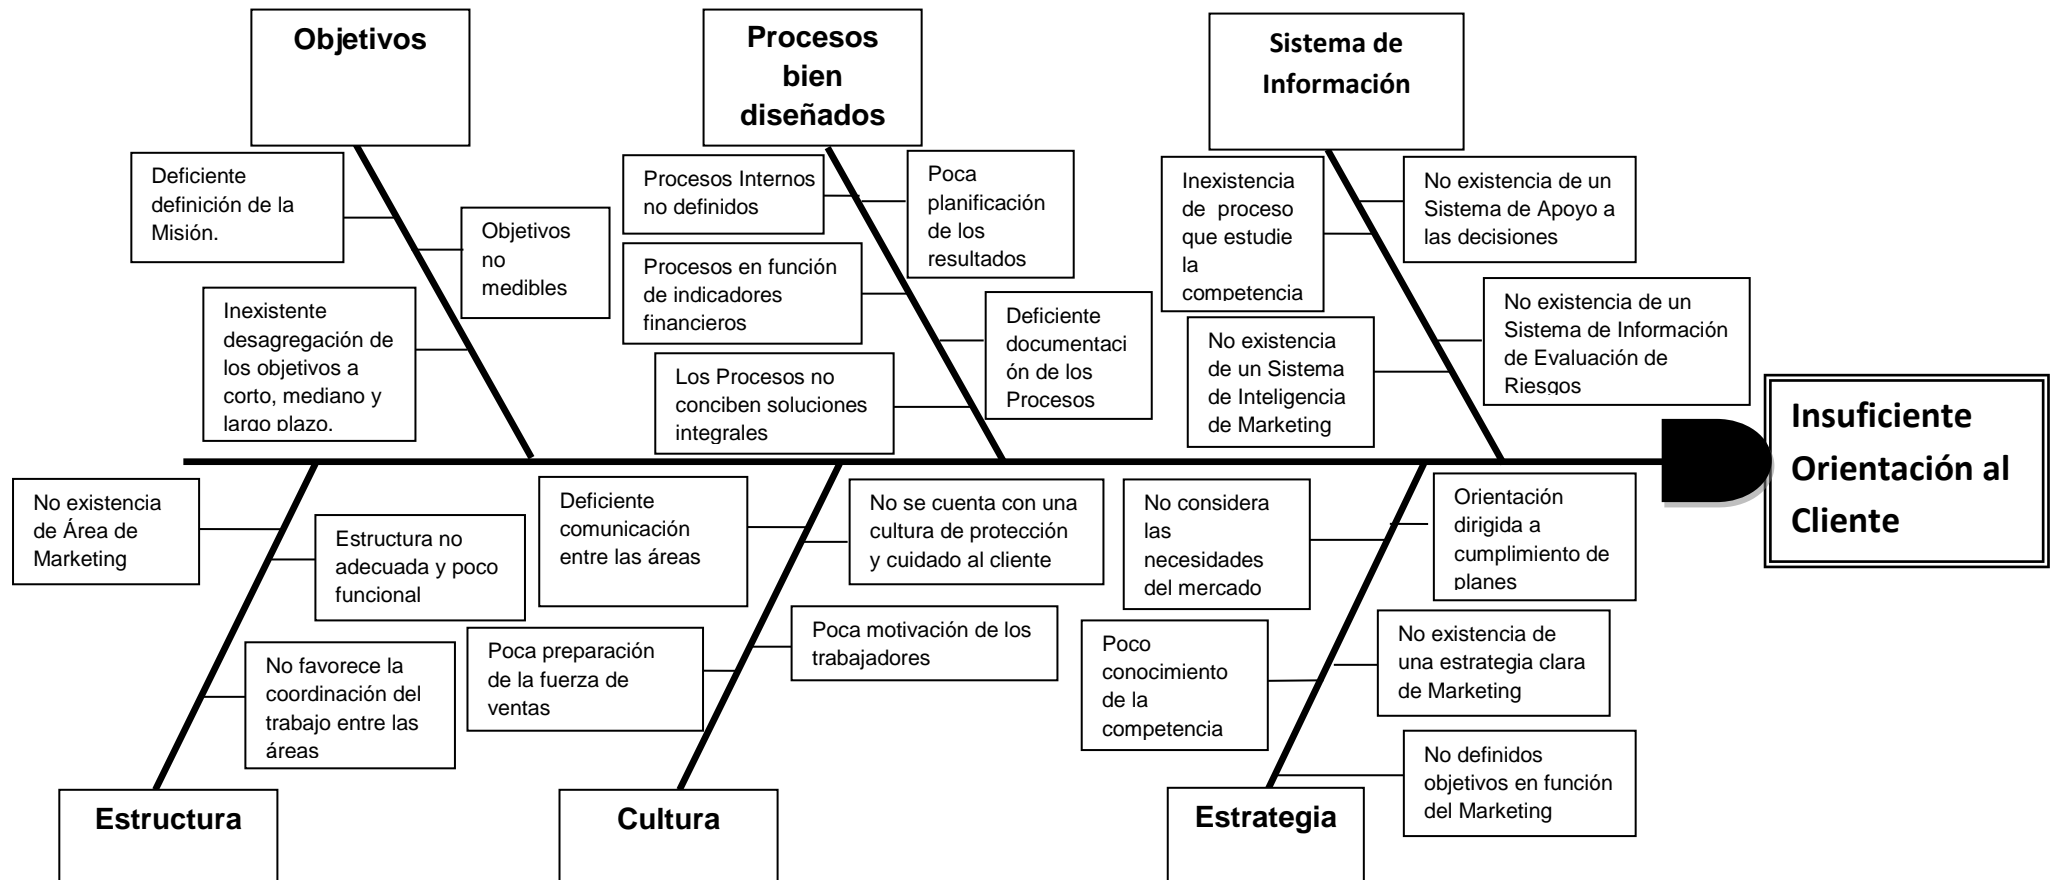 Objetivos
Procesos
bien
diseñados
Sistema de
Información
Deficiente
definición de la
Misión.
Objetivos
no
medibles
Inexistente
desagregación de
los objetivos a
corto, mediano y
largo plazo.
Procesos Internos
no definidos
Poca
planificación
de los
resultados
Procesos en función
de indicadores
financieros
Deficiente
documentaci
ón de los
Procesos
Los Procesos no
conciben soluciones
integrales
Inexistencia
de proceso
que estudie
la
competencia
No existencia de un
Sistema de Apoyo a
las decisiones
No existencia de un
Sistema de Información
de Evaluación de
Riesgos
No existencia
de un Sistema
de Inteligencia
de Marketing
Insuficiente
Orientación al
Cliente
No existencia
de Área de
Marketing
Estructura no
adecuada y poco
funcional
No favorece la
coordinación del
trabajo entre las
áreas
Deficiente
comunicación
entre las áreas
No se cuenta con una
cultura de protección
y cuidado al cliente
Poca preparación
de la fuerza de
ventas
Poca motivación de los
trabajadores
No considera
las
necesidades
del mercado
Orientación
dirigida a
cumplimiento de
planes
Poco
conocimiento
de la
competencia
No existencia de
una estrategia clara
de Marketing
No definidos
objetivos en función
del Marketing
Estructura
Cultura
Estrategia